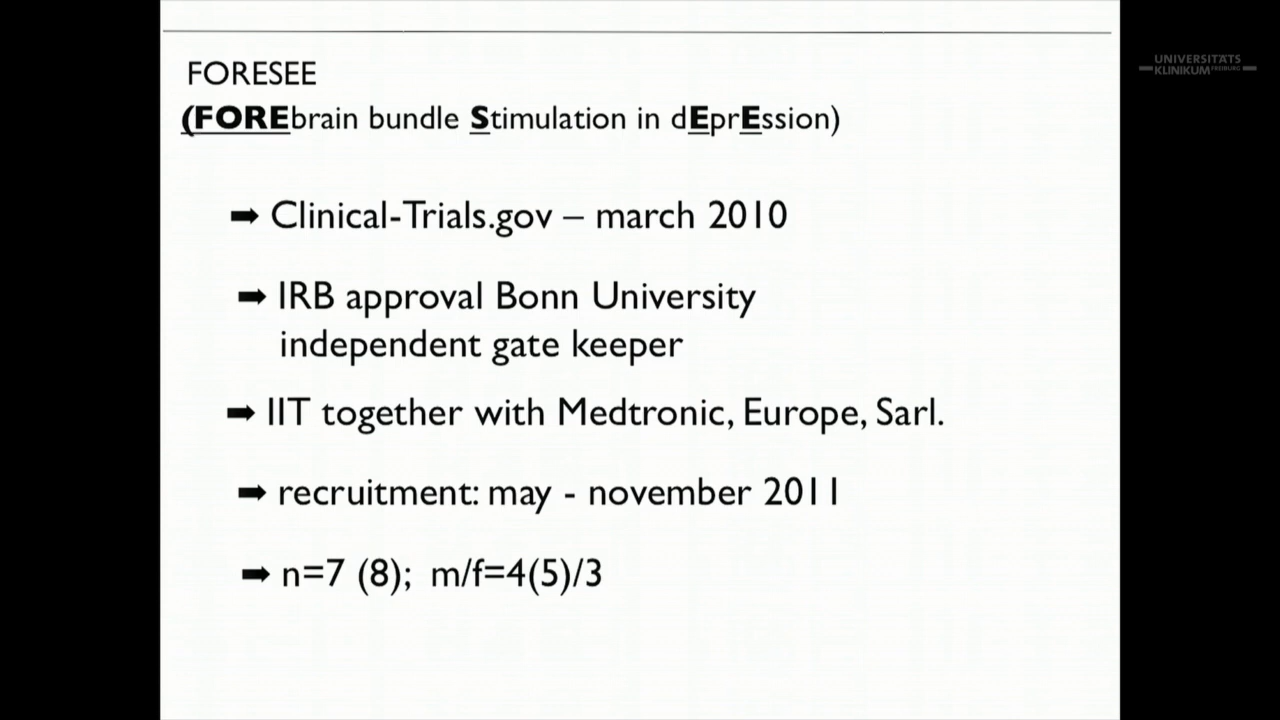 UNIVERSITÄTS
KLINIKUM FREIBURG
FORESEE
(FOREbrain bundle Stimulation in dEprEssion)
➡ Clinical-Trials.gov – march 2010
➡ IRB approval Bonn University
independent gate keeper
➡ IIT together with Medtronic, Europe, Sarl.
➡ recruitment: may - november 2011
➡ n=7 (8); m/f=4(5)/3